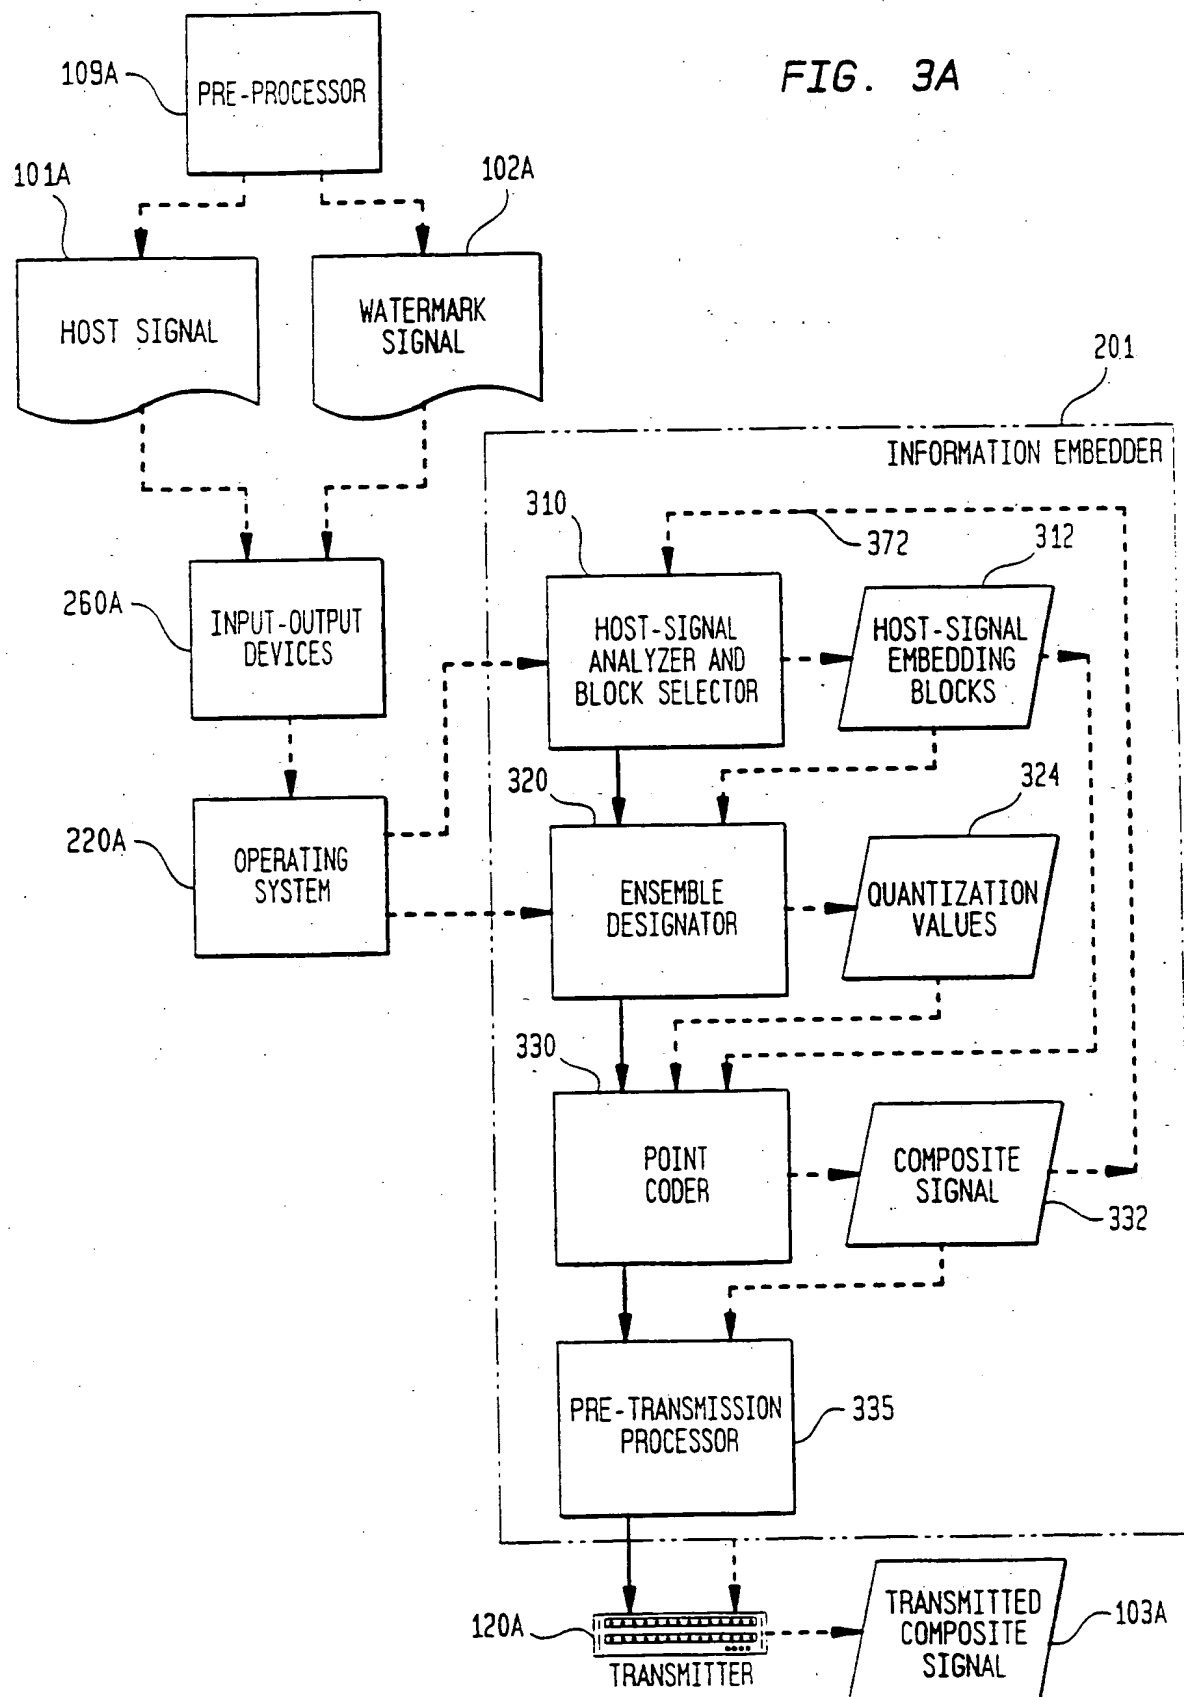 FIG. 3A
109A
PRE-PROCESSOR
101A
102A
HOST SIGNAL
WATERMARK
SIGNAL
201
INFORMATION EMBEDDER
310
372
312
260A
INPUT-OUTPUT
DEVICES
HOST-SIGNAL
ANALYZER AND
BLOCK SELECTOR
HOST-SIGNAL
EMBEDDING
BLOCKS
320
324
220A
OPERATING
SYSTEM
ENSEMBLE
DESIGNATOR
QUANTIZATION
VALUES
330
POINT
CODER
COMPOSITE
SIGNAL
332
PRE-TRANSMISSION
PROCESSOR
335
120A
TRANSMITTER
TRANSMITTED
COMPOSITE
SIGNAL
103A